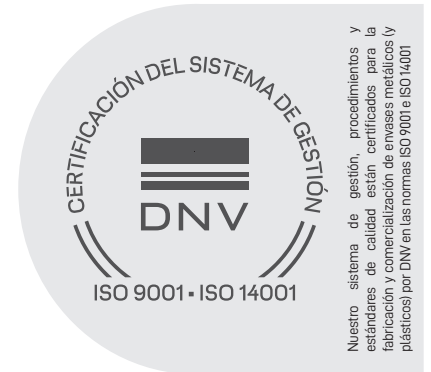 CERTIFICACIÓN DEL SISTEMA DE GESTIÓN
DNV
ISO 9001 ▪ ISO 14001
Nuestro sistema de gestión, procedimientos y
estándares de calidad están certificados para la
fabricación y comercialización de envases metálicos (y
plásticos) por DNV en las normas ISO 9001 e ISO 14001